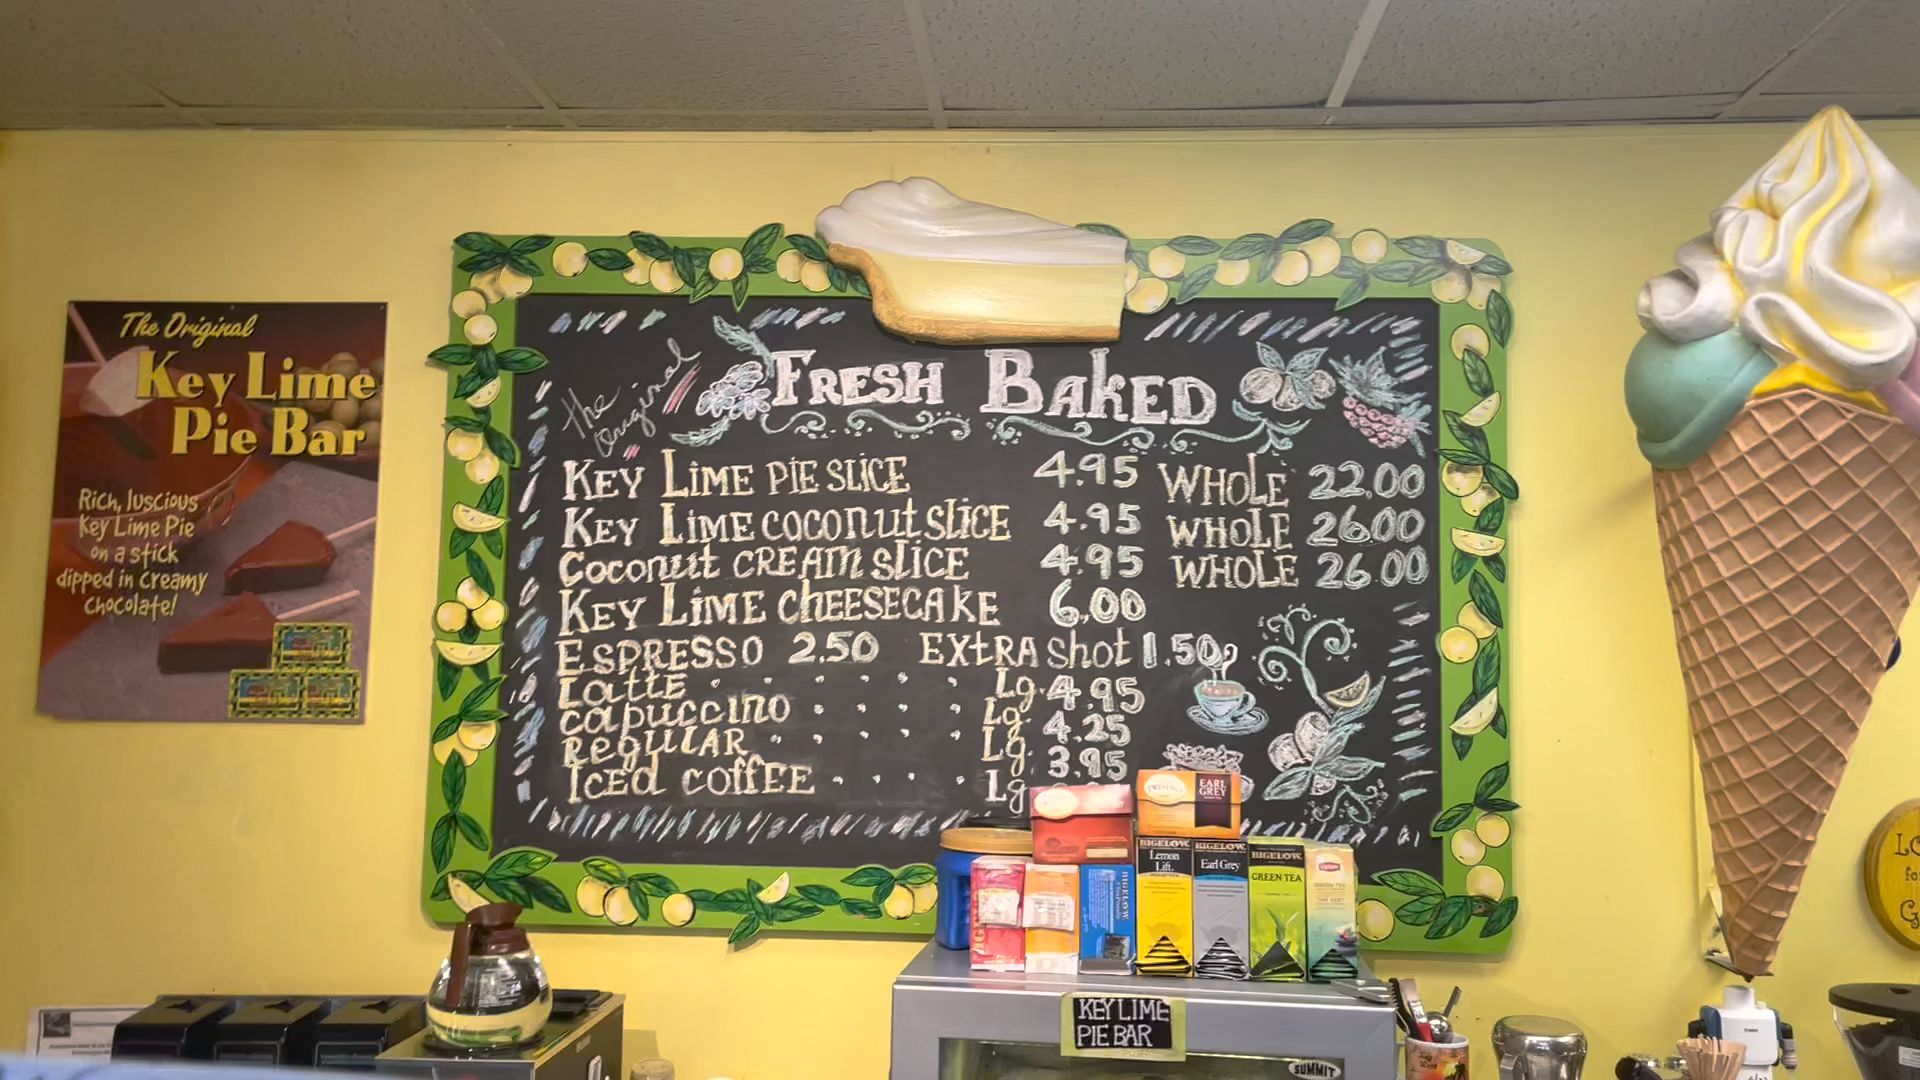 The Original
Key Lime
Pie Bar
Rich, luscious
Key Lime Pie
on a stick
dipped in creamy
chocolate!
the original
FRESH BAKED
KEY LIME PIE SLICE 4.95 WHOLE 22.00
KEY LIME COCONUT SLICE 4.95 WHOLE 26.00
COCONUT CREAM SLICE 4.95 WHOLE 26.00
KEY LIME CHEESECAKE 6.00
ESPRESSO 2.50 EXTRA SHOT 1.50
Latte Lg. 4.95
capuccino Lg. 4.25
REGULAR Lg. 3.95
Iced coffee Lg
EARL GREY
BIGELOW
Lemon Lift
BIGELOW
Earl Grey
BIGELOW
GREEN TEA
Lipton
GREEN TEA
BIGELOW
KEY LIME
PIE BAR
SUMMIT